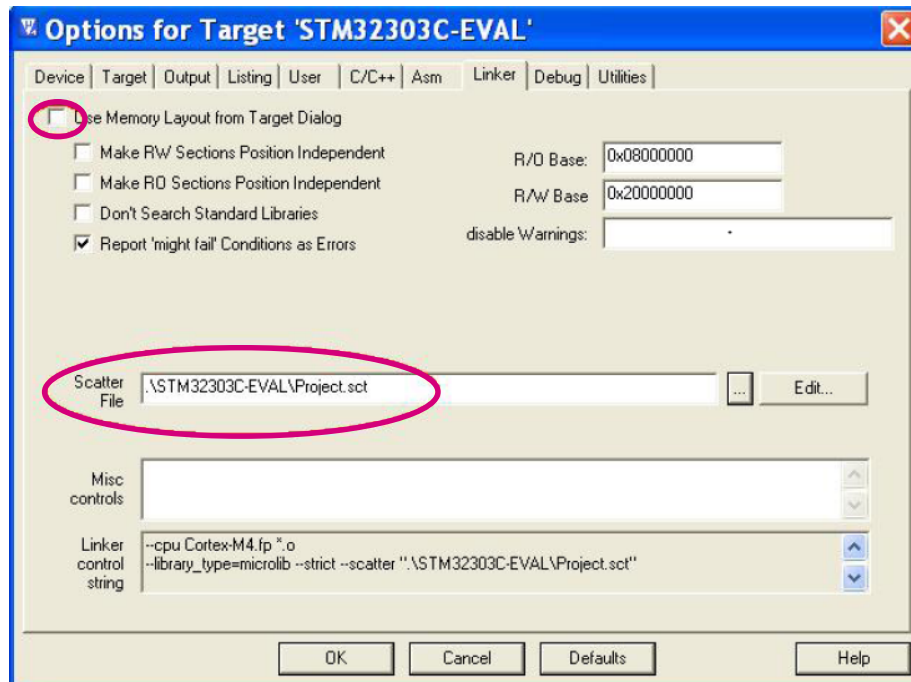 Options for Target 'STM32303C-EVAL'
Device Target Output Listing User C/C++ Asm Linker Debug Utilities
Use Memory Layout from Target Dialog
Make RW Sections Position Independent
Make RO Sections Position Independent
Don't Search Standard Libraries
Report 'might fail' Conditions as Errors
R/O Base: 0x08000000
R/W Base 0x20000000
disable Warnings:
Scatter File .\STM32303C-EVAL\Project.sct ... Edit...
Misc controls
Linker control string
--cpu Cortex-M4.fp *.o
--library_type=microlib --strict --scatter ".\STM32303C-EVAL\Project.sct"
OK Cancel Defaults Help